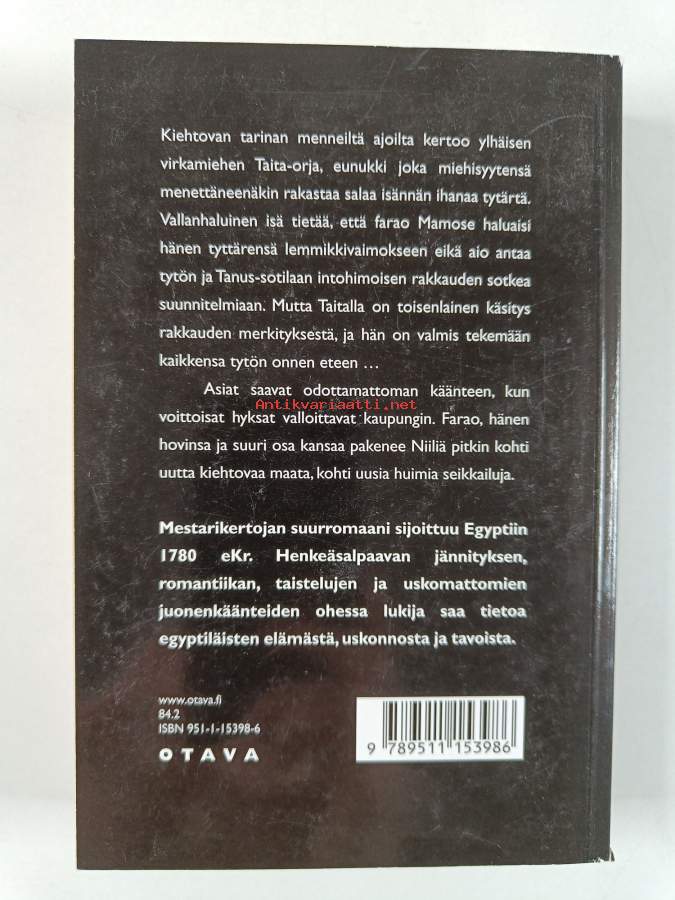 Kiehtovan tarinan menneiltä ajoilta kertoo ylhäisen
virkamiehen Taita-orja, eunukki joka miehisyytensä
menettäneenäkin rakastaa salaa isännän ihanaa tytärtä.
Vallanhaluinen isä tietää, että farao Mamose haluaisi
hänen tyttärensä lemmikkivaimokseen eikä aio antaa
tytön ja Tanus-sotilaan intohimoisen rakkauden sotkea
suunnitelmiaan. Mutta Taitalla on toisenlainen käsitys
rakkauden merkityksestä, ja hän on valmis tekemään
kaikkensa tytön onnen eteen ...
Asiat saavat odottamattoman käänteen, kun
Antikvariaatti.net
voittoisat hyksat valloittavat kaupungin. Farao, hänen
hovinsa ja suuri osa kansaa pakenee Niiliä pitkin kohti
uutta kiehtovaa maata, kohti uusia huimia seikkailuja.
Mestarikertojan suurromaani sijoittuu Egyptiin
1780 eKr. Henkeäsalpaavan jännityksen,
romantiikan, taistelujen ja uskomattomien
juonenkäänteiden ohessa lukija saa tietoa
egyptiläisten elämästä, uskonnosta ja tavoista.
www.otava.fi
84.2
ISBN 951-1-15398-6
OTAVA
9 789511 153986